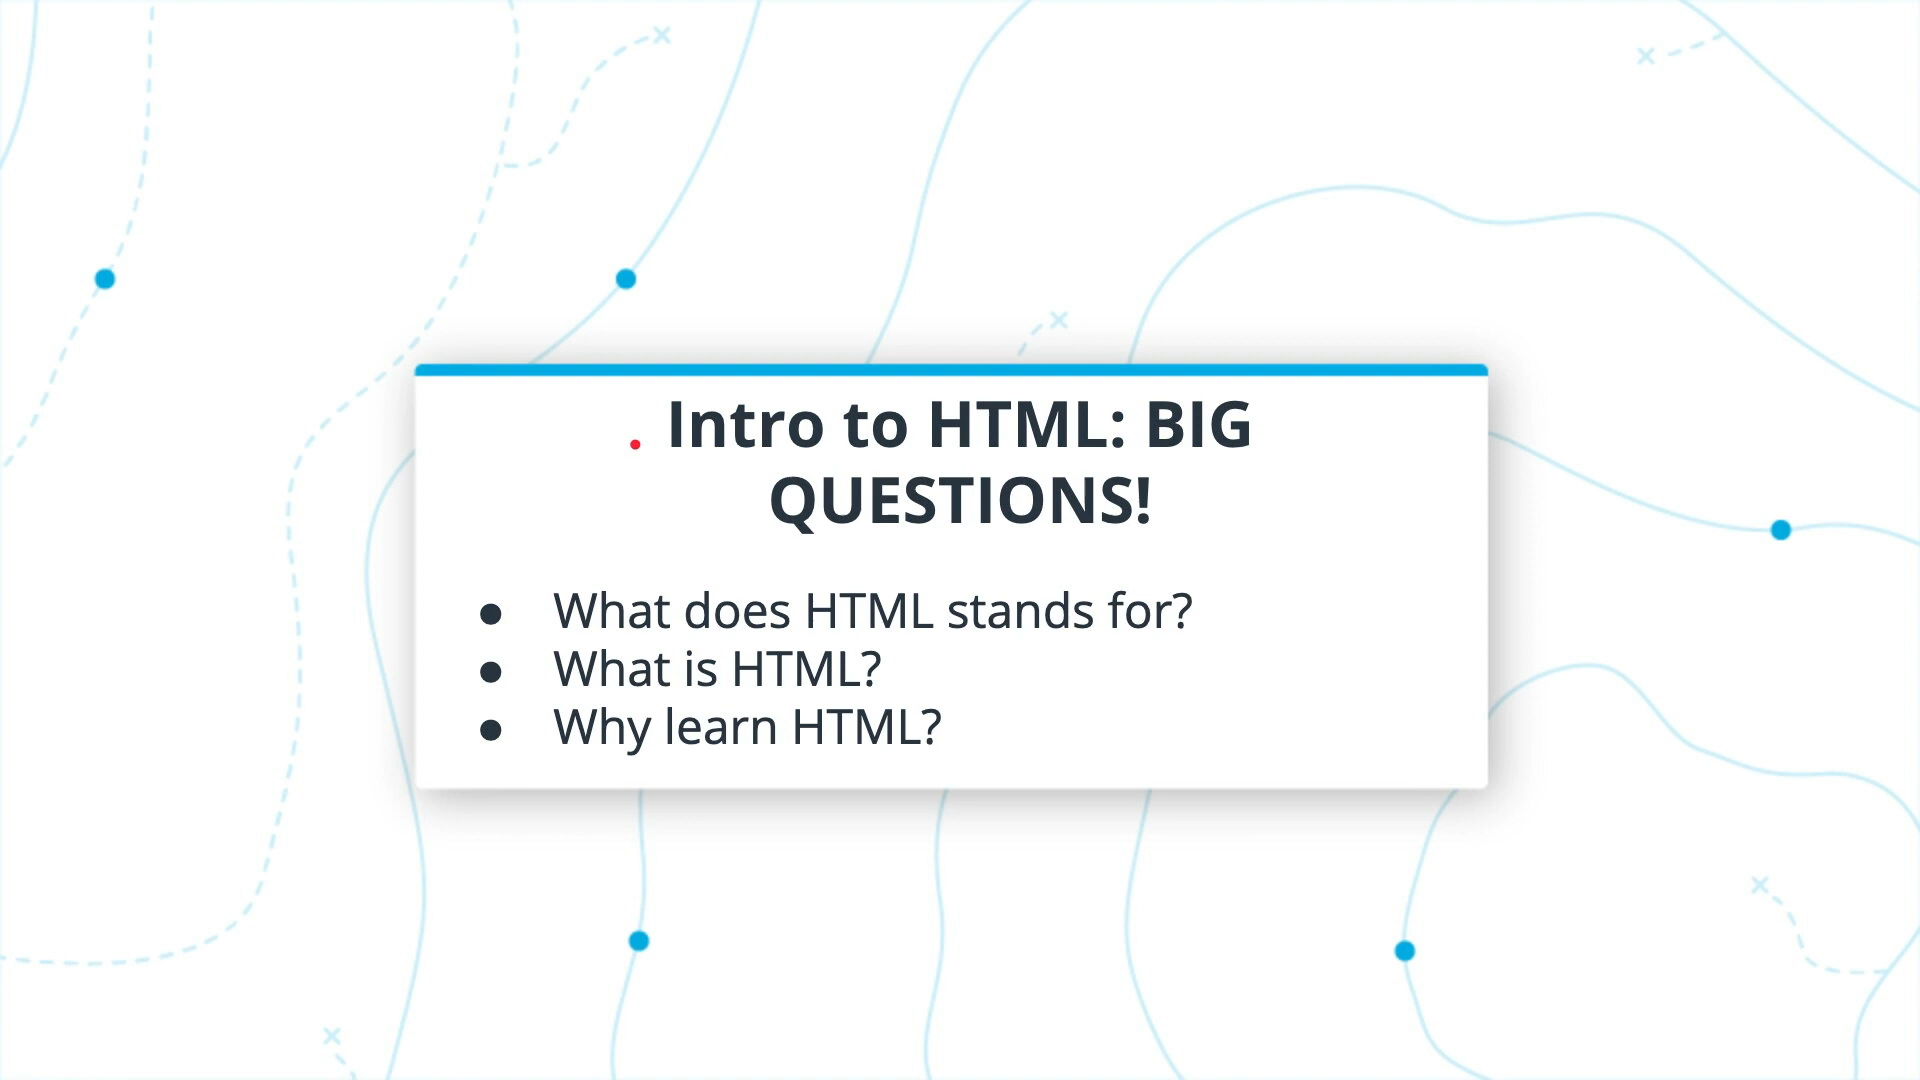 Intro to HTML: BIG
QUESTIONS!
● What does HTML stands for?
● What is HTML?
● Why learn HTML?